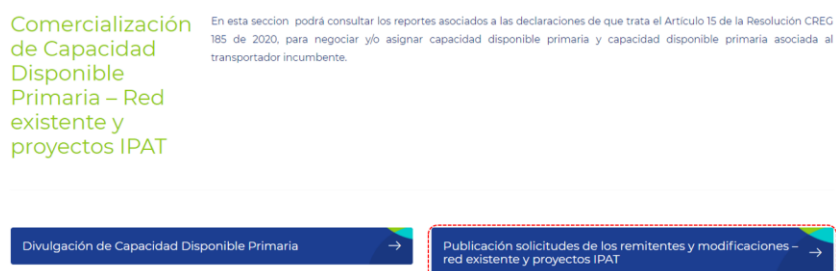 Comercialización
de Capacidad
Disponible
Primaria – Red
existente y
proyectos IPAT
En esta seccion podrá consultar los reportes asociados a las declaraciones de que trata el Artículo 15 de la Resolución CREG
185 de 2020, para negociar y/o asignar capacidad disponible primaria y capacidad disponible primaria asociada al
transportador incumbente.
Divulgación de Capacidad Disponible Primaria
Publicación solicitudes de los remitentes y modificaciones –
red existente y proyectos IPAT